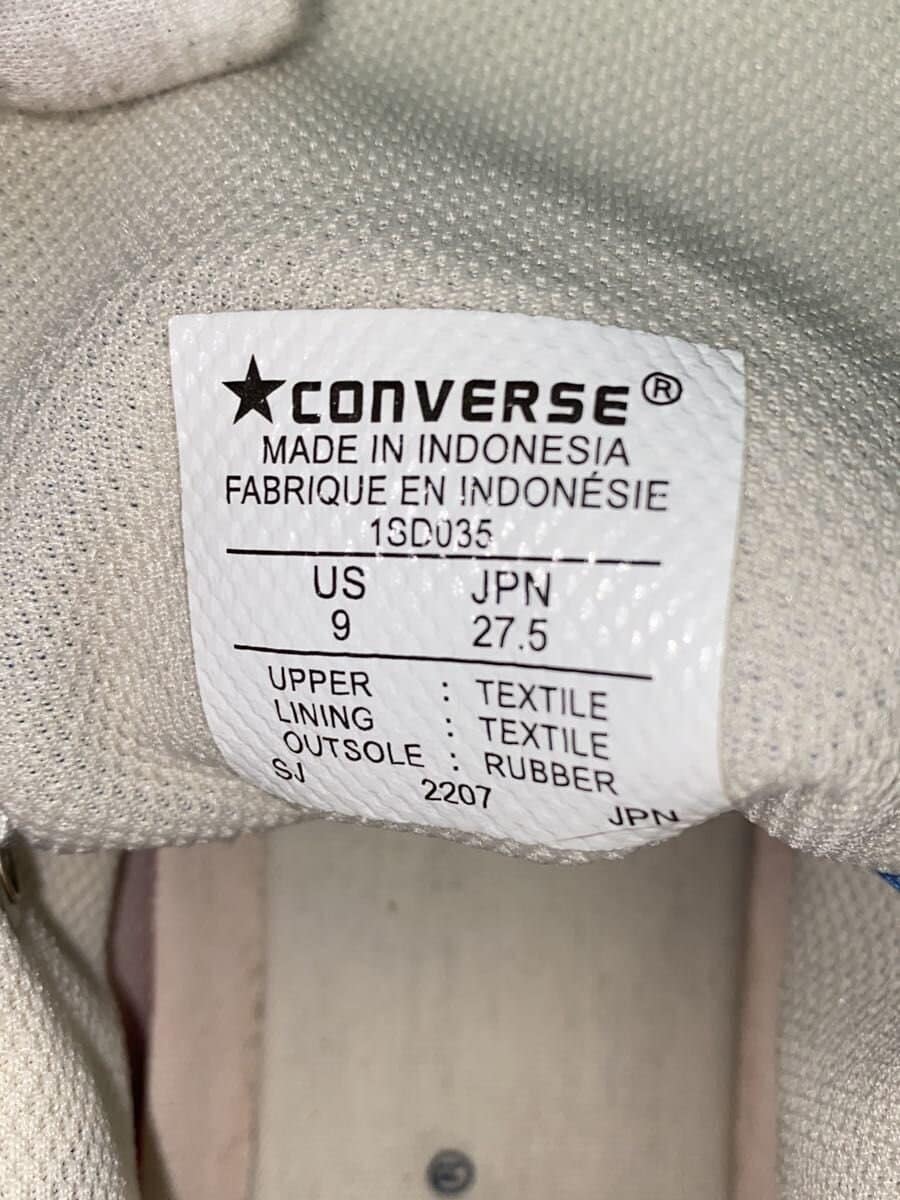 ★CONVERSE®
MADE IN INDONESIA
FABRIQUE EN INDONÉSIE
1SD035
US JPN
9 27.5
UPPER : TEXTILE
LINING : TEXTILE
OUTSOLE : RUBBER
SJ 2207 JPN